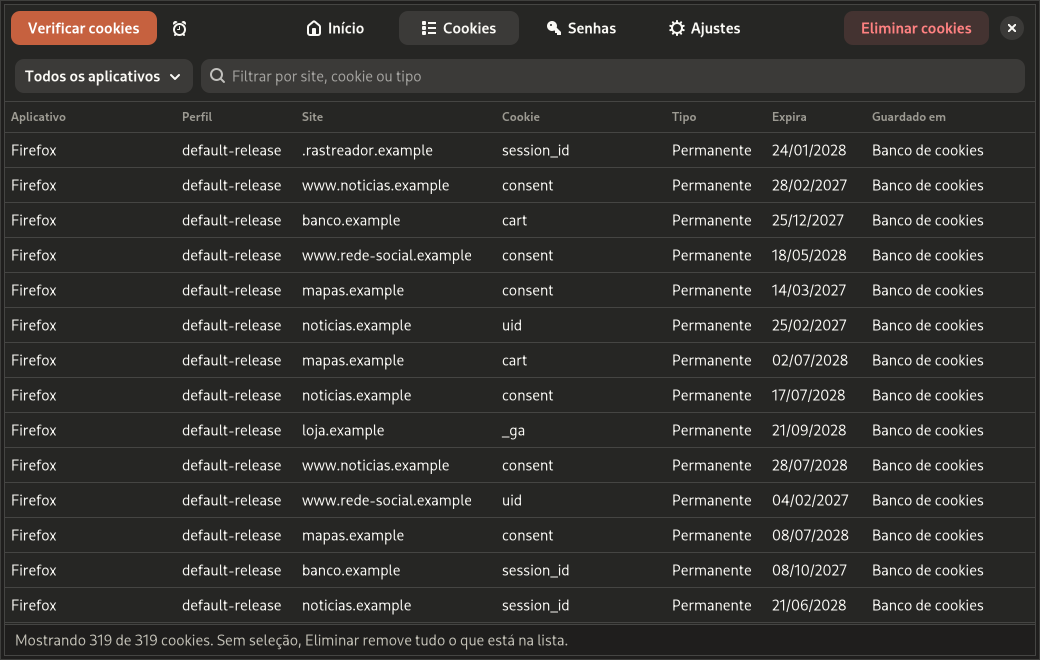 Verificar cookies Início Cookies Senhas Ajustes Eliminar cookies
Todos os aplicativos Filtrar por site, cookie ou tipo
Aplicativo Perfil Site Cookie Tipo Expira Guardado em
Firefox default-release .rastreador.example session_id Permanente 24/01/2028 Banco de cookies
Firefox default-release www.noticias.example consent Permanente 28/02/2027 Banco de cookies
Firefox default-release banco.example cart Permanente 25/12/2027 Banco de cookies
Firefox default-release www.rede-social.example consent Permanente 18/05/2028 Banco de cookies
Firefox default-release mapas.example consent Permanente 14/03/2027 Banco de cookies
Firefox default-release noticias.example uid Permanente 25/02/2027 Banco de cookies
Firefox default-release mapas.example cart Permanente 02/07/2028 Banco de cookies
Firefox default-release noticias.example consent Permanente 17/07/2028 Banco de cookies
Firefox default-release loja.example _ga Permanente 21/09/2028 Banco de cookies
Firefox default-release www.noticias.example consent Permanente 28/07/2028 Banco de cookies
Firefox default-release www.rede-social.example uid Permanente 04/02/2027 Banco de cookies
Firefox default-release mapas.example consent Permanente 08/07/2028 Banco de cookies
Firefox default-release banco.example session_id Permanente 08/10/2027 Banco de cookies
Firefox default-release noticias.example session_id Permanente 21/06/2028 Banco de cookies
Mostrando 319 de 319 cookies. Sem seleção, Eliminar remove tudo o que está na lista.